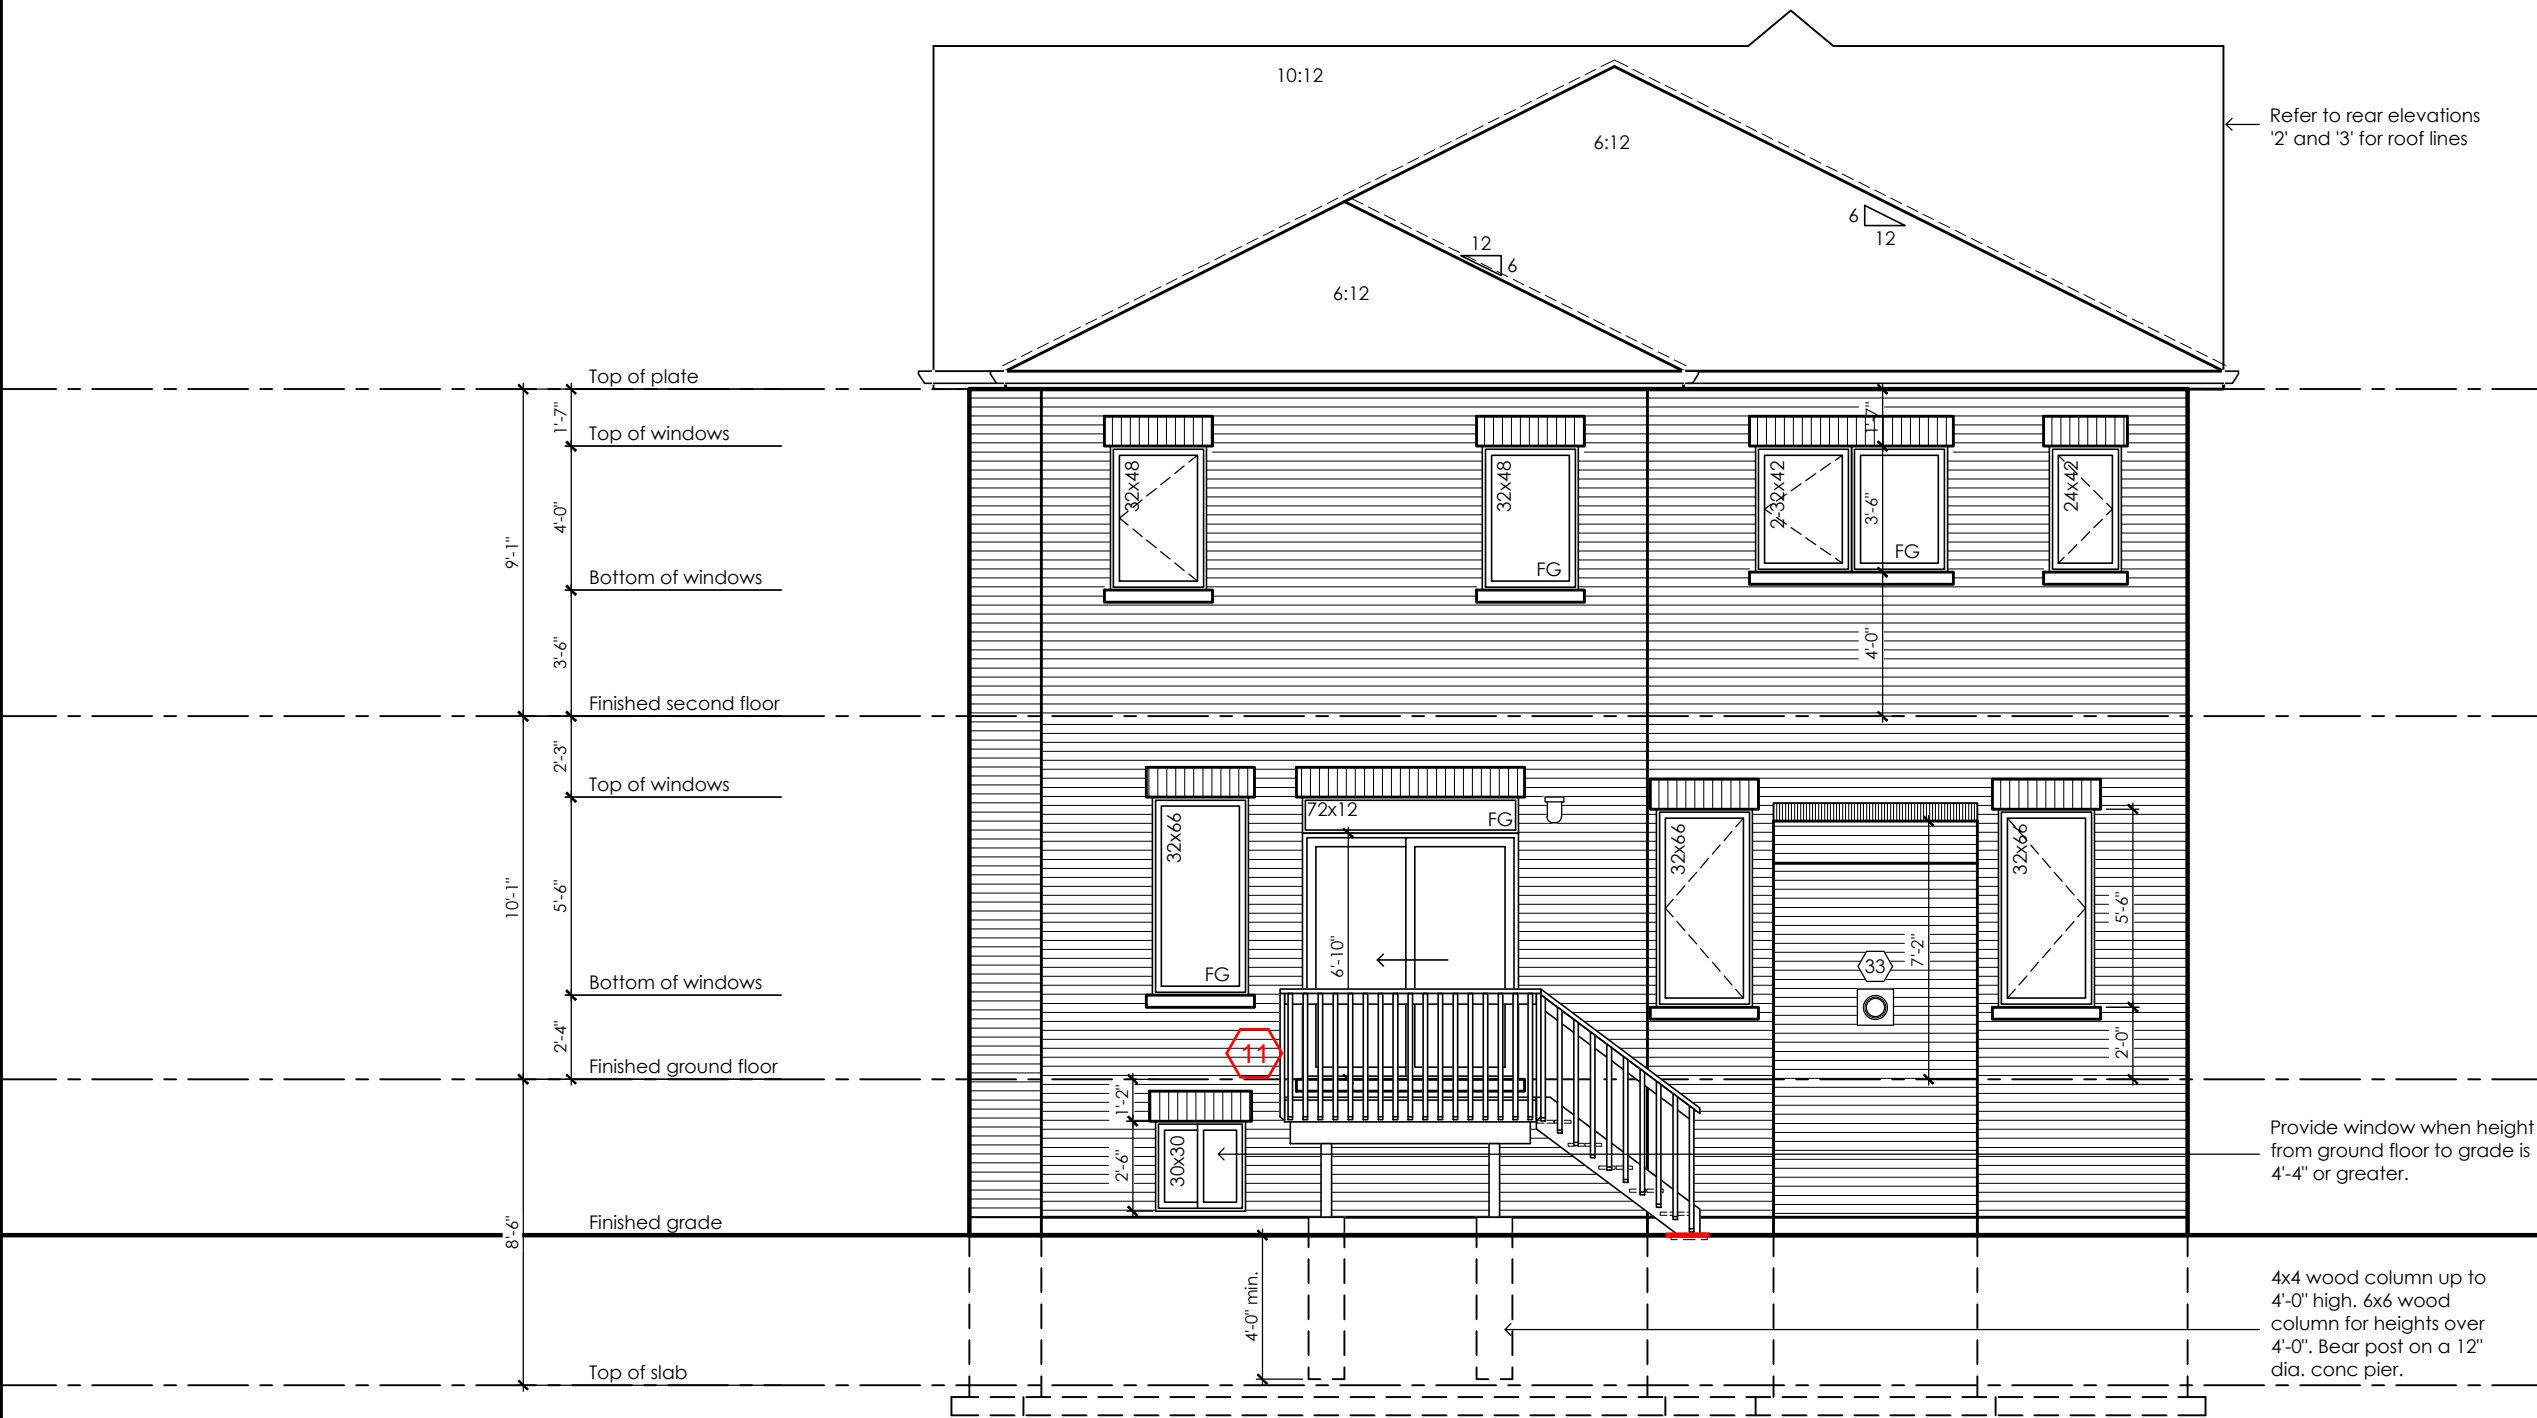 10:12
Refer to rear elevations
'2' and '3' for roof lines
6:12
6
12
12
6
6:12
Top of plate
1'-7"
1'-7"
Top of windows
9'-1"
4'-0"
32x48
32x48
FG
2-32x42
3'-6"
FG
24x42
Bottom of windows
3'-6"
4'-0"
Finished second floor
2'-3"
Top of windows
72x12
FG
32x66
32x66
32x66
10'-1"
5'-6"
5'-6"
6'-10"
7'-2"
33
FG
Bottom of windows
2'-4"
2'-0"
11
Finished ground floor
1'-2"
2'-6"
30x30
Provide window when height
from ground floor to grade is
4'-4" or greater.
Finished grade
8'-6"
4'-0" min.
4x4 wood column up to
4'-0" high. 6x6 wood
column for heights over
4'-0". Bear post on a 12"
dia. conc pier.
Top of slab